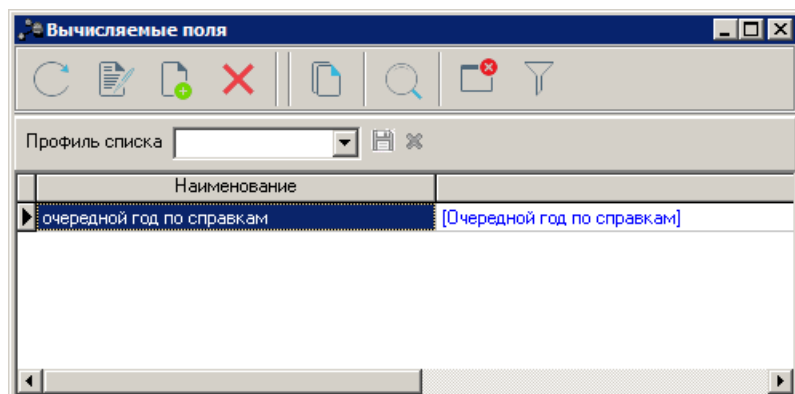 Вычисляемые поля
Профиль списка
Наименование
очередной год по справкам [Очередной год по справкам]